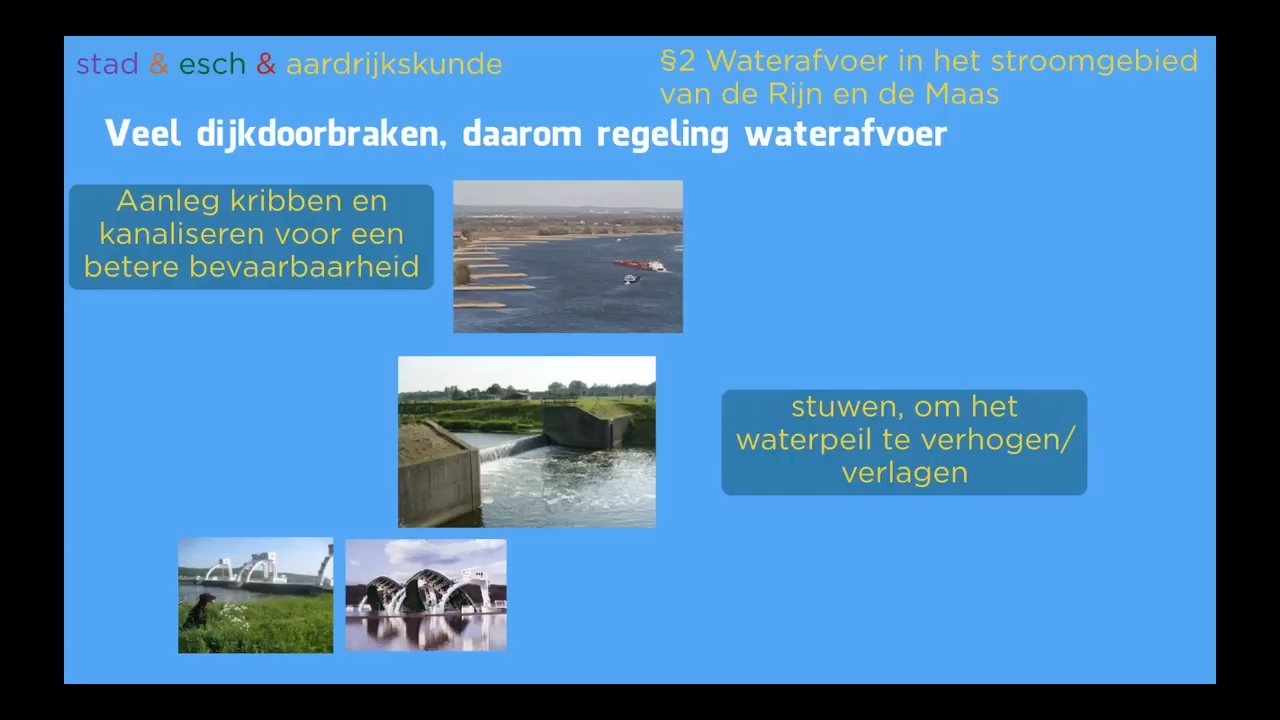 stad & esch & aardrijkskunde
§2 Waterafvoer in het stroomgebied
van de Rijn en de Maas
Veel dijkdoorbraken, daarom regeling waterafvoer
Aanleg kribben en
kanaliseren voor een
betere bevaarbaarheid
stuwen, om het
waterpeil te verhogen/
verlagen